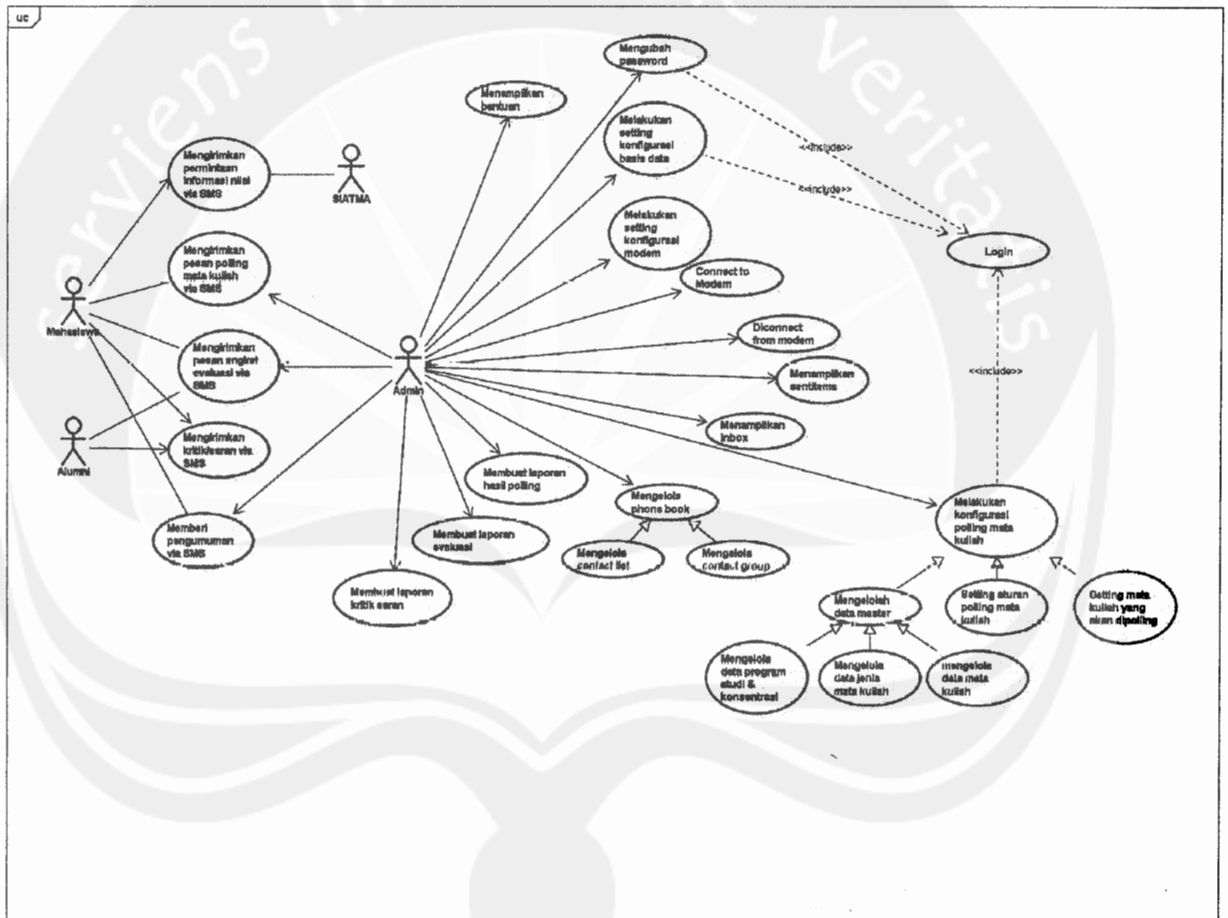 uc
Serviens in lumine veritatis
Mengubah
password
Menampilkan
bantuan
Melakukan
setting
konfigurasi
basis data
<<include>>
<<include>>
Mengirimkan
permintaan
informasi nilai
via SMS
SIATMA
Melakukan
setting
konfigurasi
modem
Login
Mengirimkan
pesan polling
mata kuliah
via SMS
Connect to
Modem
Mahasiswa
Diconnect
from modem
Mengirimkan
pesan angket
evaluasi via
SMS
Admin
Menampilkan
sentitems
<<include>>
Menampilkan
inbox
Alumni
Mengirimkan
kritik/saran via
SMS
Membuat laporan
hasil polling
Mengelola
phone book
Melakukan
konfigurasi
polling mata
kuliah
Memberi
pengumuman
via SMS
Membuat laporan
evaluasi
Mengelola
contact list
Mengelola
contact group
Membuat laporan
kritik saran
Mengelolah
data master
Setting aturan
polling mata
kuliah
Setting mata
kuliah yang
akan dipolling
Mengelola
data program
studi &
konsentrasi
Mengelola
data jenis
mata kuliah
mengelola
data mata
kuliah